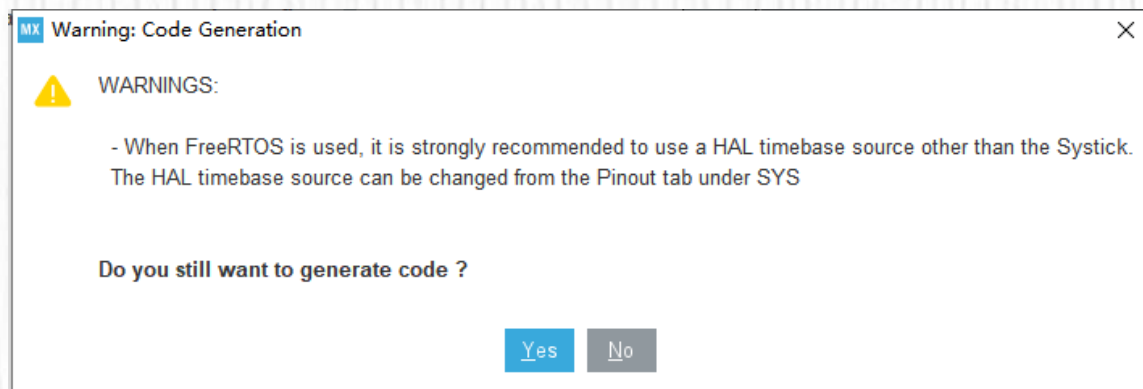 MX Warning: Code Generation
WARNINGS:
- When FreeRTOS is used, it is strongly recommended to use a HAL timebase source other than the Systick.
The HAL timebase source can be changed from the Pinout tab under SYS
Do you still want to generate code ?
Yes No